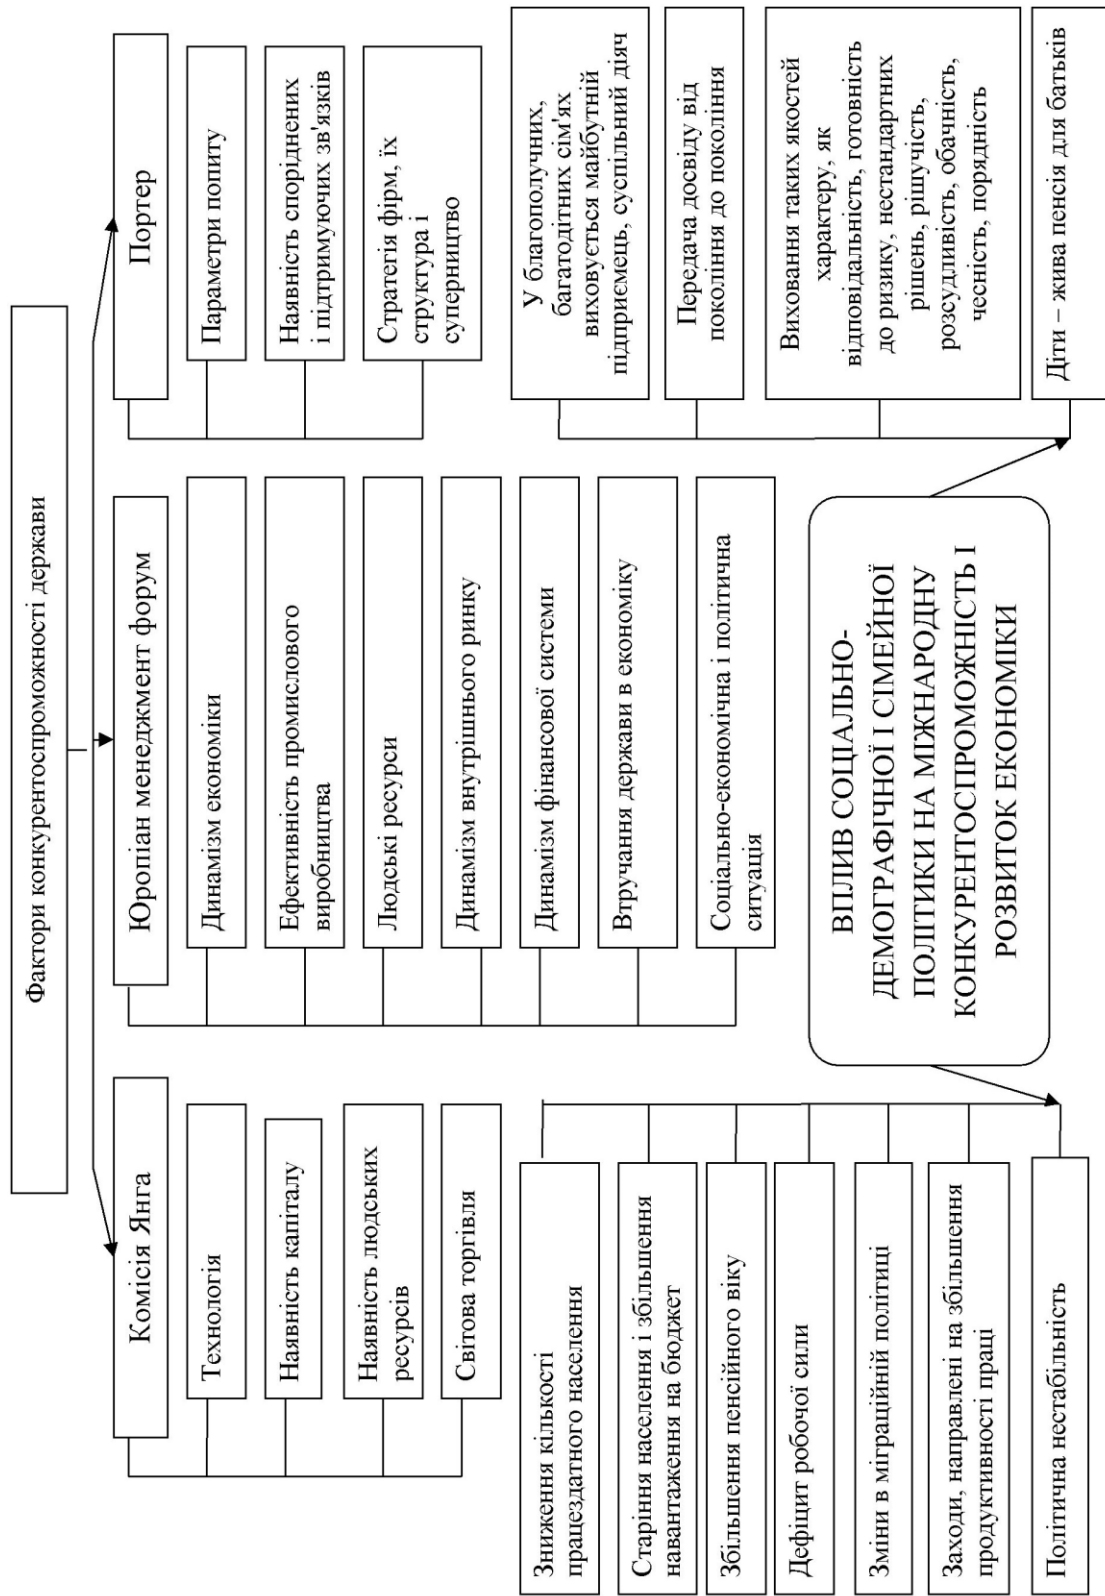 Фактори конкурентоспроможності держави
Комісія Янга
Технологія
Наявність капіталу
Наявність людських
ресурсів
Світова торгівля
Юропіан менеджмент форум
Динамізм економіки
Ефективність промислового
виробництва
Людські ресурси
Динамізм внутрішнього ринку
Динамізм фінансової системи
Втручання держави в економіку
Соціально-економічна і політична
ситуація
Портер
Параметри попиту
Наявність споріднених
і підтримуючих зв'язків
Стратегія фірм, їх
структура і
суперництво
Зниження кількості
працездатного населення
Старіння населення і збільшення
навантаження на бюджет
Збільшення пенсійного віку
Дефіцит робочої сили
Зміни в міграційній політиці
Заходи, направлені на збільшення
продуктивності праці
Політична нестабільність
ВПЛИВ СОЦІАЛЬНО-
ДЕМОГРАФІЧНОЇ І СІМЕЙНОЇ
ПОЛІТИКИ НА МІЖНАРОДНУ
КОНКУРЕНТОСПРОМОЖНІСТЬ І
РОЗВИТОК ЕКОНОМІКИ
У благополучних,
багатодітних сім'ях
виховується майбутній
підприємець, суспільний діяч
Передача досвіду від
покоління до покоління
Виховання таких якостей
характеру, як
відповідальність, готовність
до ризику, нестандартних
рішень, рішучість,
розсудливість, обачність,
чесність, порядність
Діти – жива пенсія для батьків